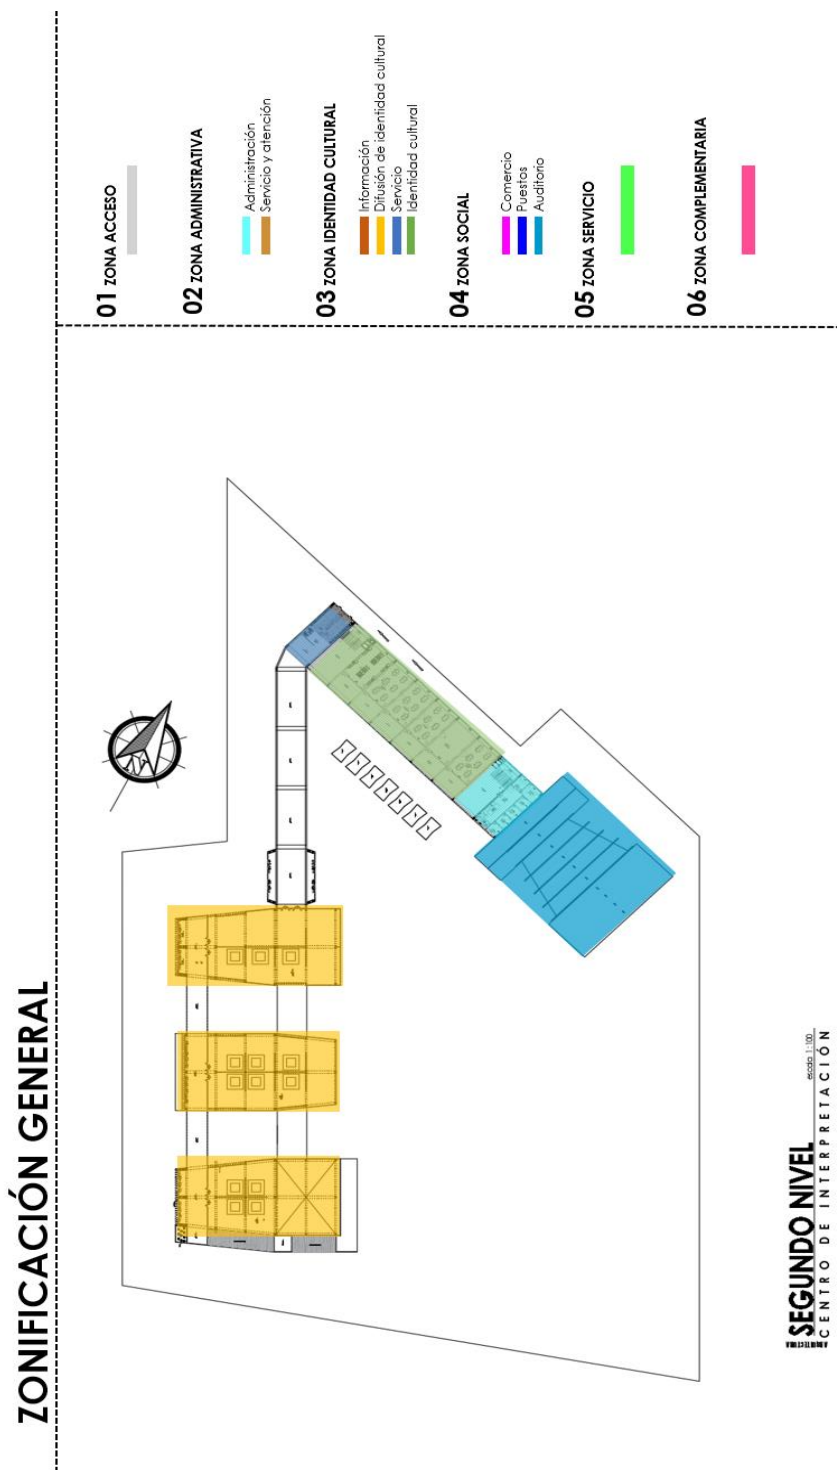 ZONIFICACIÓN GENERAL
01 ZONA ACCESO
02 ZONA ADMINISTRATIVA
Administración
Servicio y atención
03 ZONA IDENTIDAD CULTURAL
Información
Difusión de identidad cultural
Servicio
Identidad cultural
04 ZONA SOCIAL
Comercio
Puestos
Auditorio
05 ZONA SERVICIO
06 ZONA COMPLEMENTARIA
SEGUNDO NIVEL
escala 1:100
CENTRO DE INTERPRETACIÓN